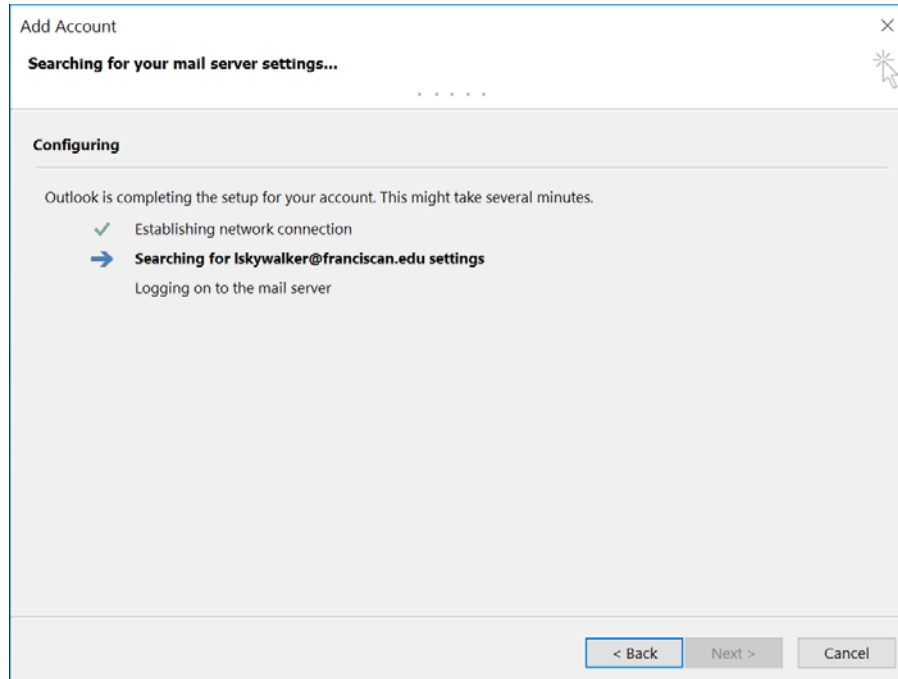 Add Account
Searching for your mail server settings...
Configuring
Outlook is completing the setup for your account. This might take several minutes.
Establishing network connection
Searching for lskywalker@franciscan.edu settings
Logging on to the mail server
< Back
Next >
Cancel